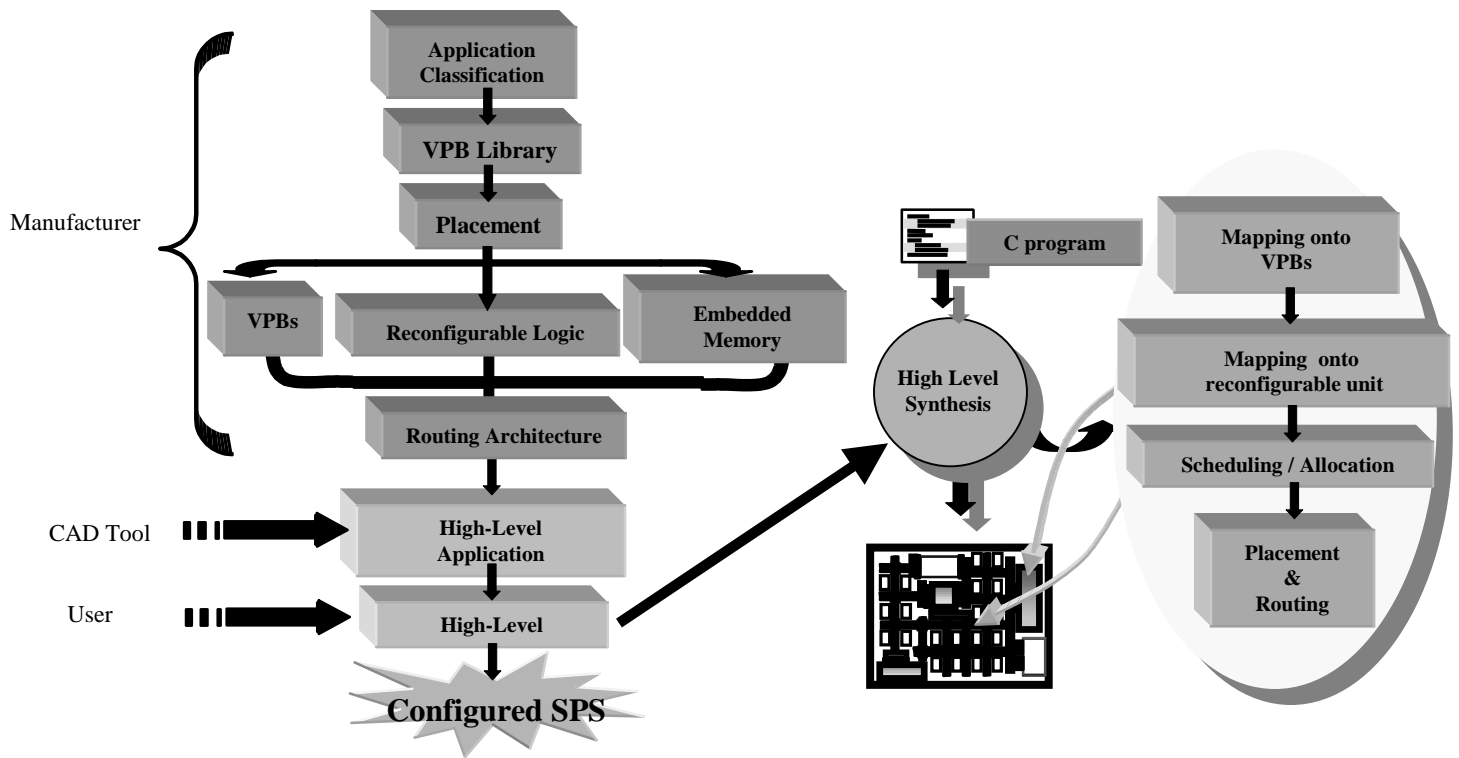 Application
Classification
VPB Library
Placement
Manufacturer
VPBs
Reconfigurable Logic
Embedded
Memory
Routing Architecture
CAD Tool
High-Level
Application
User
High-Level
Configured SPS
C program
High Level
Synthesis
Mapping onto
VPBs
Mapping onto
reconfigurable unit
Scheduling / Allocation
Placement
&
Routing